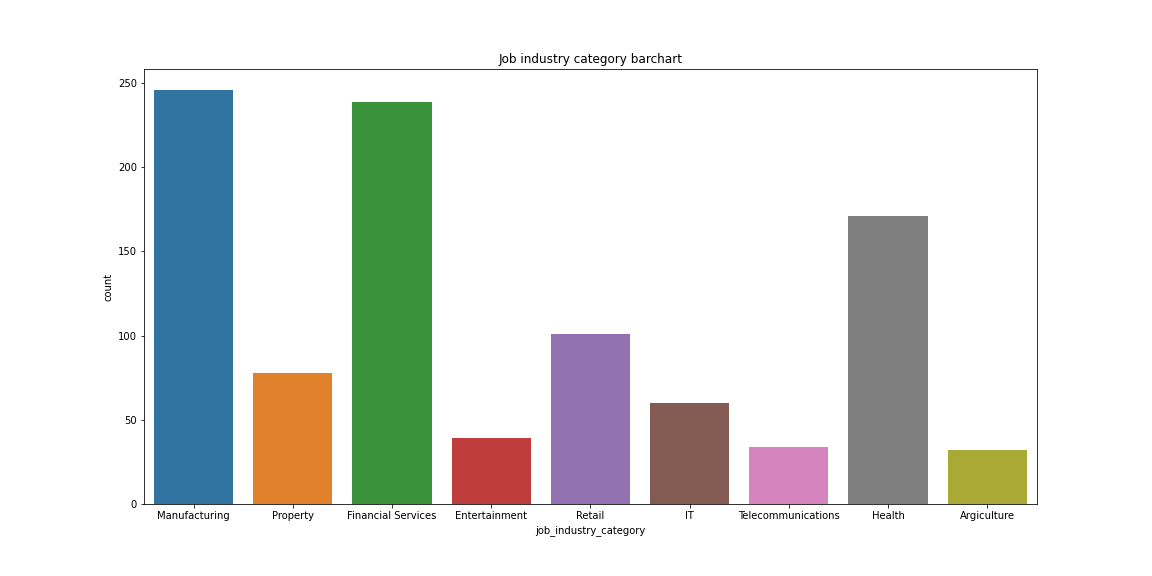 Job industry category barchart
250
200
150
100
50
0
count
Manufacturing Property Financial Services Entertainment Retail IT Telecommunications Health Argiculture
job_industry_category